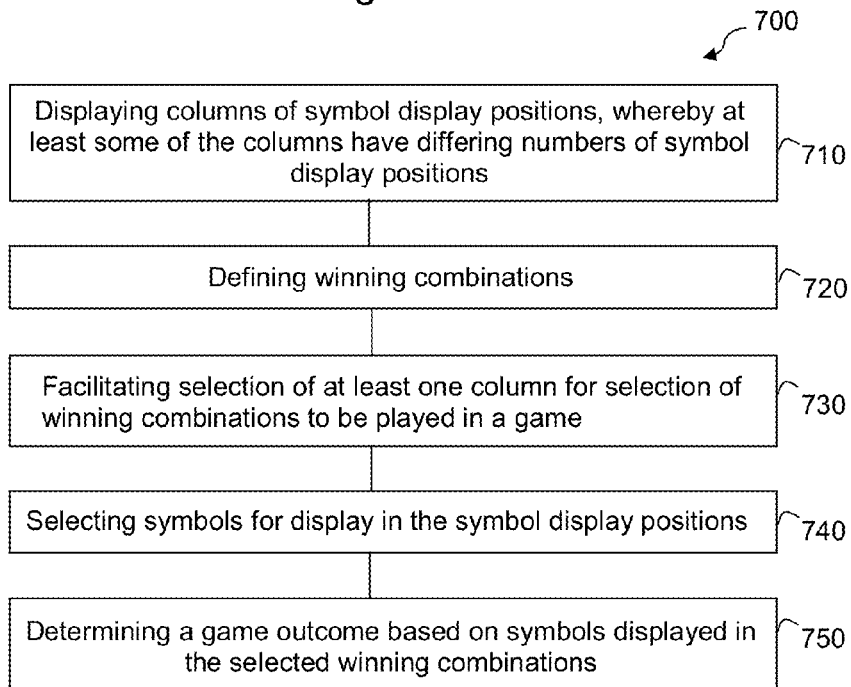 700
Displaying columns of symbol display positions, whereby at
least some of the columns have differing numbers of symbol
display positions
710
Defining winning combinations
720
Facilitating selection of at least one column for selection of
winning combinations to be played in a game
730
Selecting symbols for display in the symbol display positions
740
Determining a game outcome based on symbols displayed in
the selected winning combinations
750